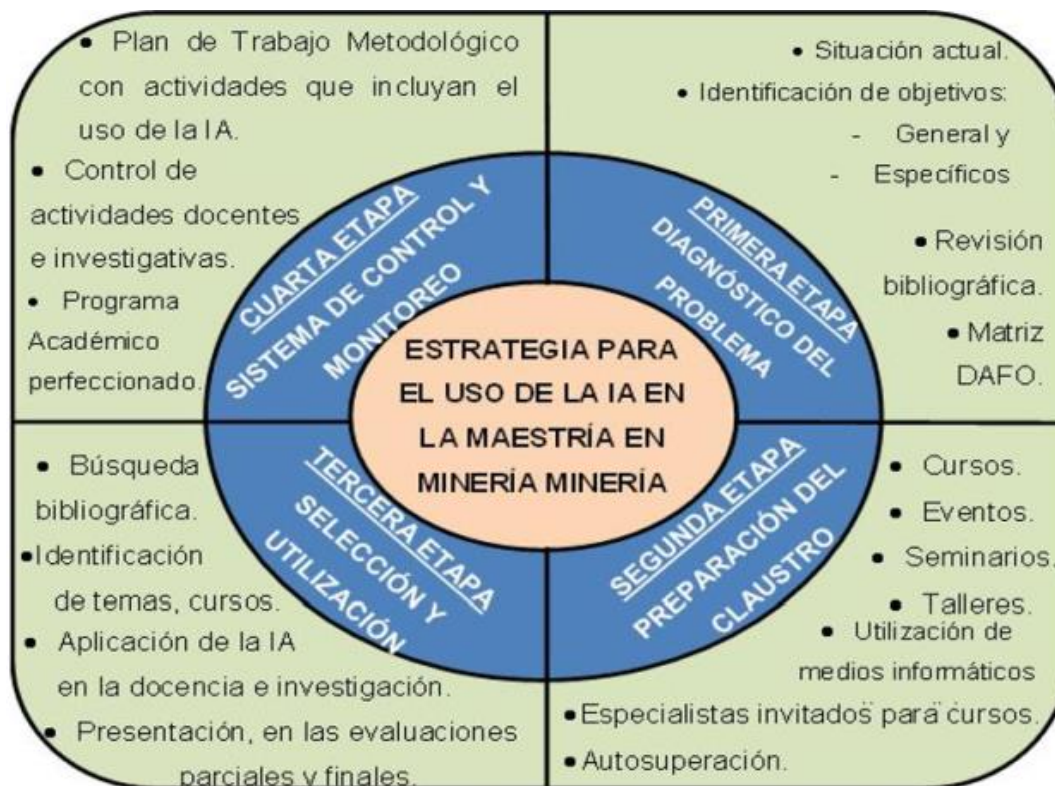 • Plan de Trabajo Metodológico
con actividades que incluyan el
uso de la IA.
• Control de
actividades docentes
e investigativas.
• Programa
Académico
perfeccionado.
• Situación actual.
• Identificación de objetivos:
- General y
- Específicos
• Revisión
bibliográfica.
• Matriz
DAFO.
CUARTA ETAPA
SISTEMA DE CONTROL Y
MONITOREO
PRIMERA ETAPA
DIAGNÓSTICO DEL
PROBLEMA
ESTRATEGIA PARA
EL USO DE LA IA EN
LA MAESTRÍA EN
MINERÍA MINERÍA
TERCERA ETAPA
SELECCIÓN Y
UTILIZACIÓN
SEGUNDA ETAPA
PREPARACIÓN DEL
CLAUSTRO
• Búsqueda
bibliográfica.
•Identificación
de temas, cursos.
• Aplicación de la IA
en la docencia e investigación.
• Presentación, en las evaluaciones
parciales y finales.
• Cursos.
• Eventos.
• Seminarios.
• Talleres.
• Utilización de
medios informáticos
•Especialistas invitados para cursos.
• Autosuperación.